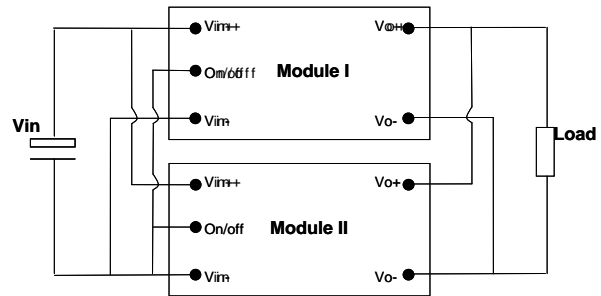 Vin+
Vo+
On/off
Module I
Vin-
Vo-
Vin
Load
Vin+
Vo+
On/off
Module II
Vin-
Vo-